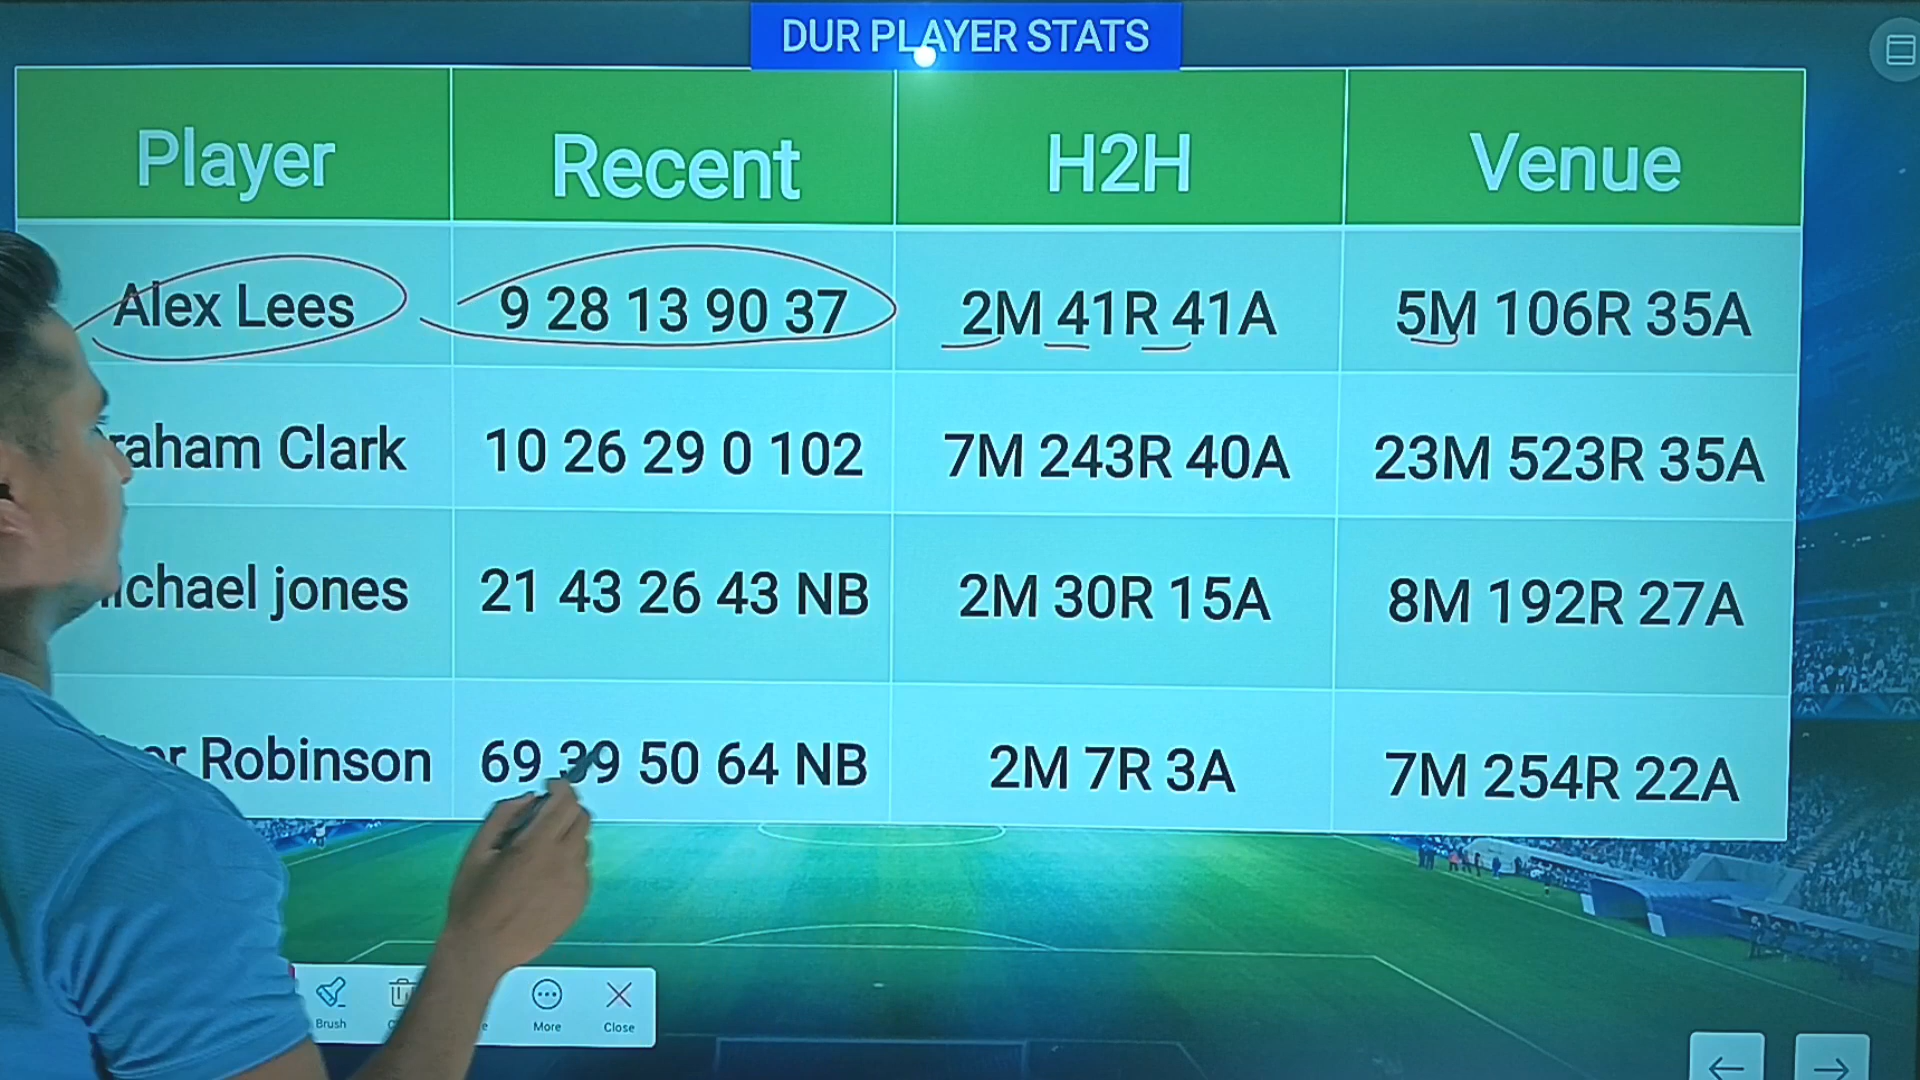 DUR PLAYER STATS
Player Recent H2H Venue
Alex Lees 9 28 13 90 37 2M 41R 41A 5M 106R 35A
raham Clark 10 26 29 0 102 7M 243R 40A 23M 523R 35A
ichael jones 21 43 26 43 NB 2M 30R 15A 8M 192R 27A
Robinson 69 39 50 64 NB 2M 7R 3A 7M 254R 22A
Brush More Close